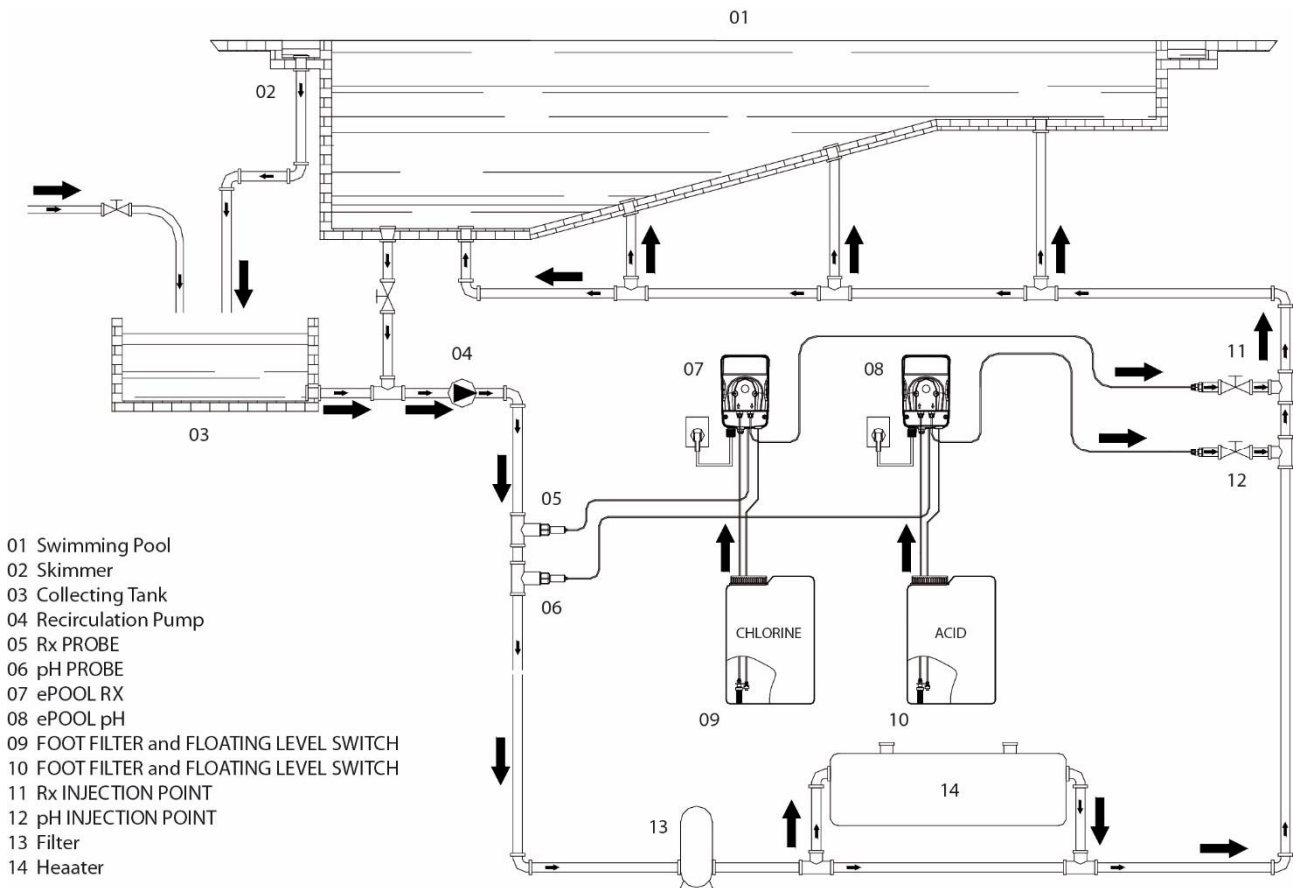 01
02
03
04
05
06
07
08
11
12
CHLORINE
ACID
09
10
13
14
01 Swimming Pool
02 Skimmer
03 Collecting Tank
04 Recirculation Pump
05 Rx PROBE
06 pH PROBE
07 ePOOL RX
08 ePOOL pH
09 FOOT FILTER and FLOATING LEVEL SWITCH
10 FOOT FILTER and FLOATING LEVEL SWITCH
11 Rx INJECTION POINT
12 pH INJECTION POINT
13 Filter
14 Heaater